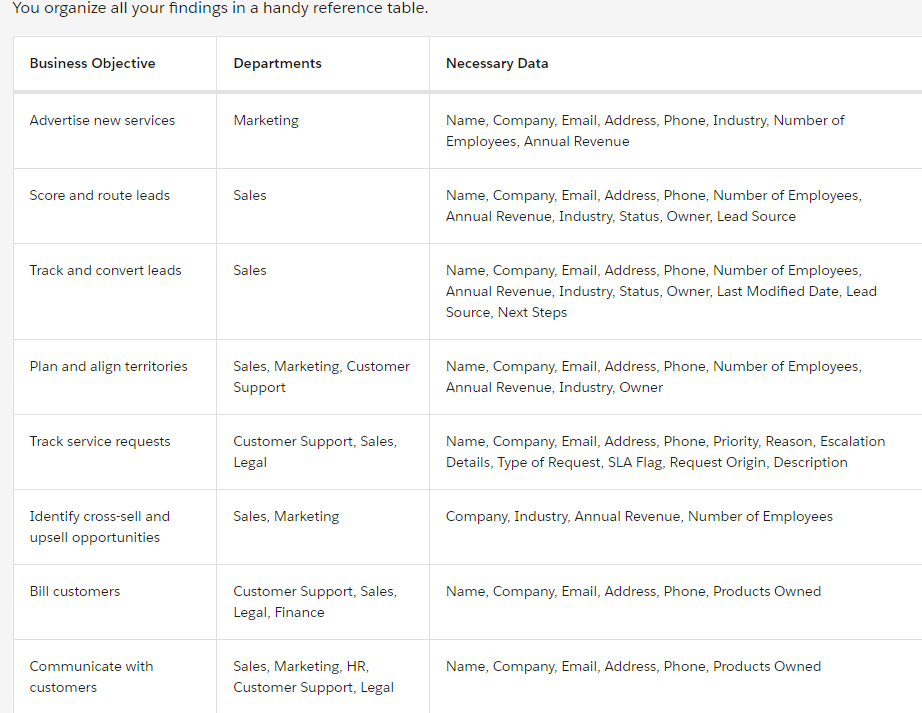 You organize all your findings in a handy reference table.
Business Objective
Departments
Necessary Data
Advertise new services
Marketing
Name, Company, Email, Address, Phone, Industry, Number of
Employees, Annual Revenue
Score and route leads
Sales
Name, Company, Email, Address, Phone, Number of Employees,
Annual Revenue, Industry, Status, Owner, Lead Source
Track and convert leads
Sales
Name, Company, Email, Address, Phone, Number of Employees,
Annual Revenue, Industry, Status, Owner, Last Modified Date, Lead
Source, Next Steps
Plan and align territories
Sales, Marketing, Customer
Support
Name, Company, Email, Address, Phone, Number of Employees,
Annual Revenue, Industry, Owner
Track service requests
Customer Support, Sales,
Legal
Name, Company, Email, Address, Phone, Priority, Reason, Escalation
Details, Type of Request, SLA Flag, Request Origin, Description
Identify cross-sell and
upsell opportunities
Sales, Marketing
Company, Industry, Annual Revenue, Number of Employees
Bill customers
Customer Support, Sales,
Legal, Finance
Name, Company, Email, Address, Phone, Products Owned
Communicate with
customers
Sales, Marketing, HR,
Customer Support, Legal
Name, Company, Email, Address, Phone, Products Owned